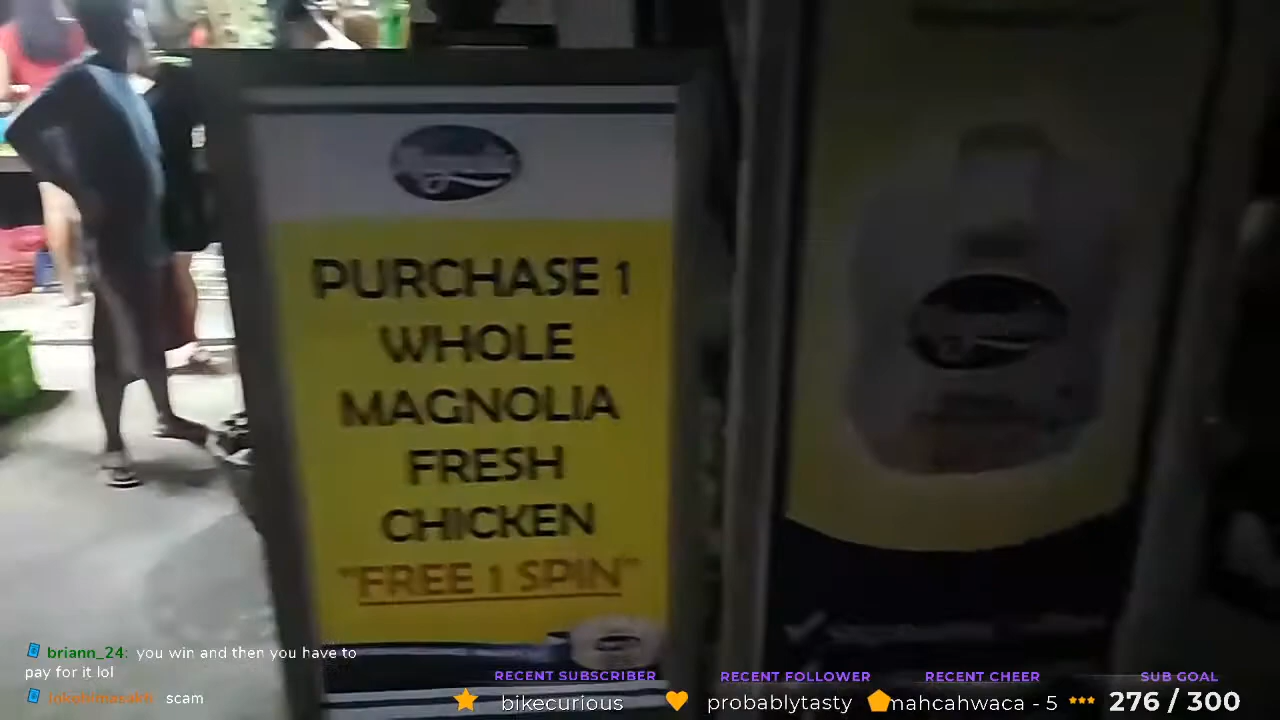 Magnolia
PURCHASE 1
WHOLE
MAGNOLIA
FRESH
CHICKEN
"FREE 1 SPIN"
briann_24: you win and then you have to
pay for it lol
scam
RECENT SUBSCRIBER
bikecurious
RECENT FOLLOWER
probablytasty
RECENT CHEER
mahcahwaca - 5
SUB GOAL
276 / 300